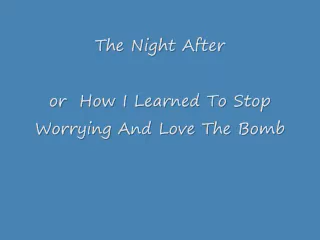 The Night After
or How I Learned To Stop
Worrying And Love The Bomb